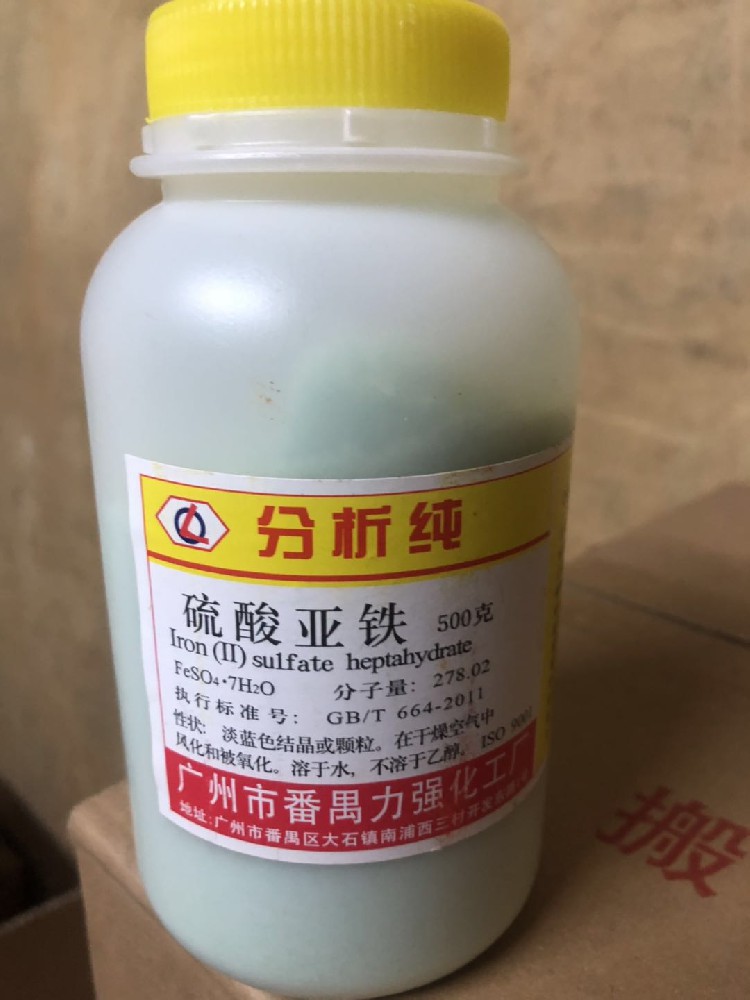 分析纯
硫酸亚铁 500克
Iron (II) sulfate heptahydrate
FeSO4·7H2O 分子量: 278.02
执行标准号: GB/T 664-2011
性状: 淡蓝色结晶或颗粒。在干燥空气中
风化和被氧化。溶于水，不溶于乙醇。 ISO 9001
广州市番禺力强化工厂
地址:广州市番禺区大石镇南浦西三村开发
搬